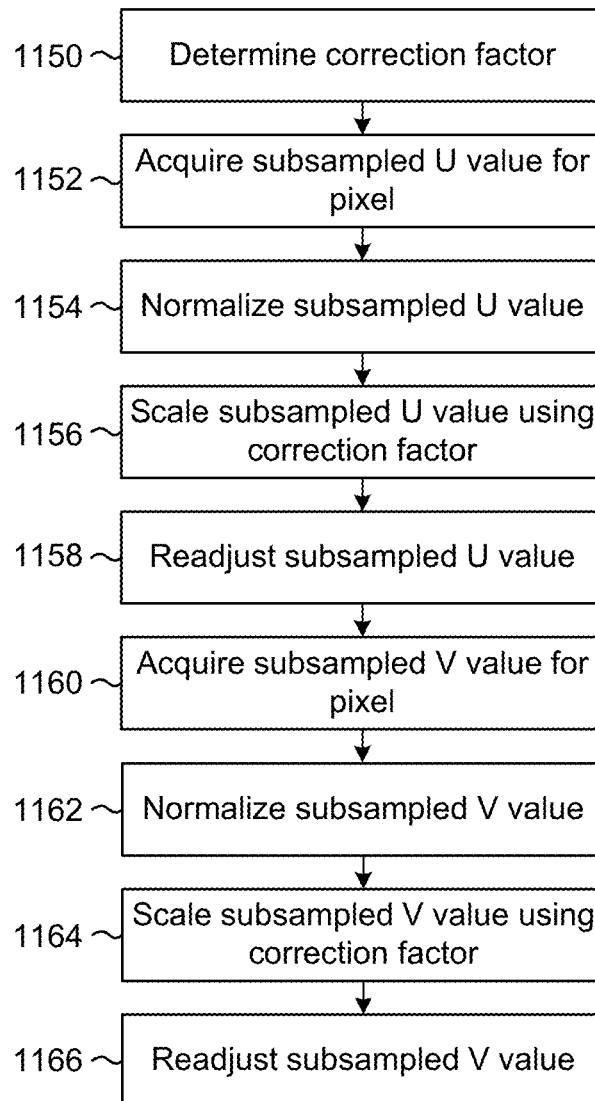 1150 Determine correction factor
1152 Acquire subsampled U value for
pixel
1154 Normalize subsampled U value
1156 Scale subsampled U value using
correction factor
1158 Readjust subsampled U value
1160 Acquire subsampled V value for
pixel
1162 Normalize subsampled V value
1164 Scale subsampled V value using
correction factor
1166 Readjust subsampled V value